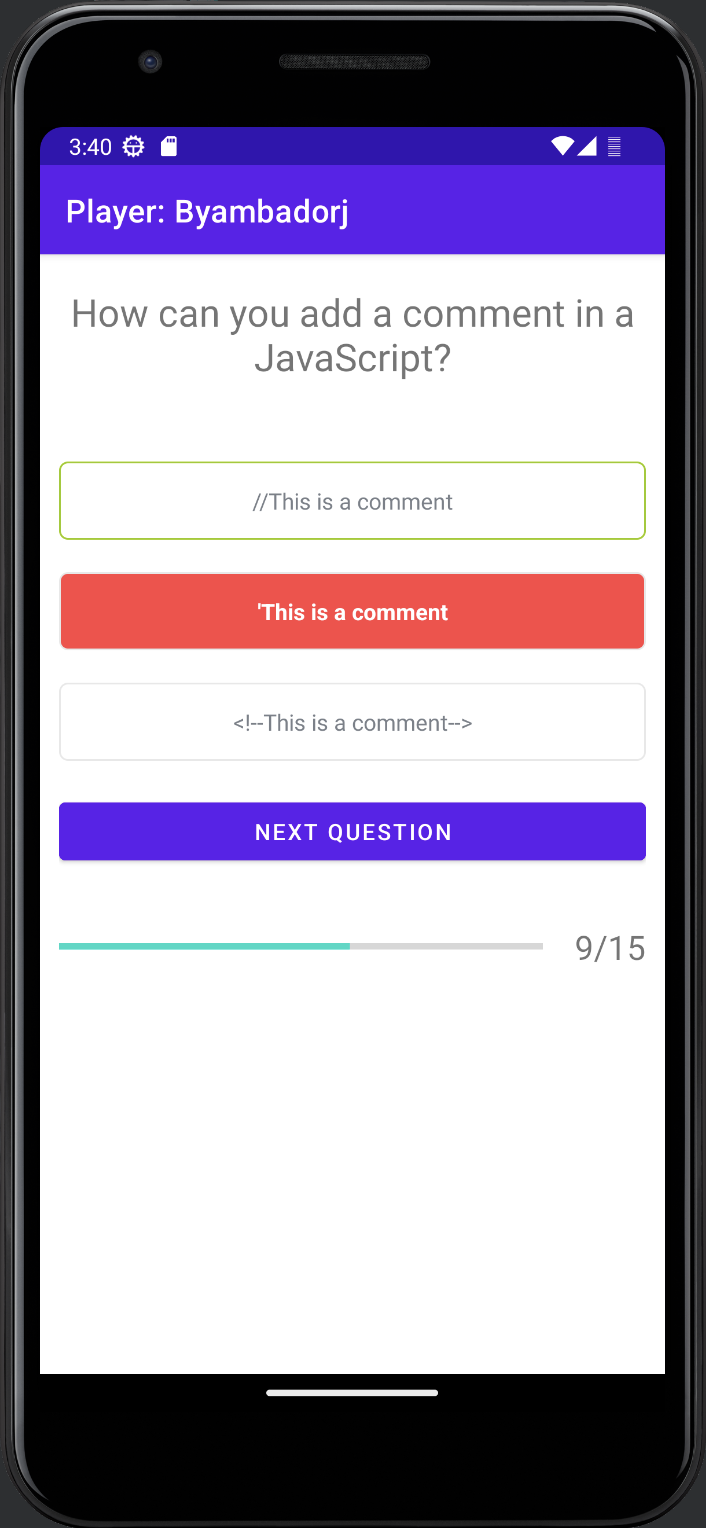 3:40
Player: Byambadorj
How can you add a comment in a
JavaScript?
//This is a comment
'This is a comment
<!--This is a comment-->
NEXT QUESTION
9/15